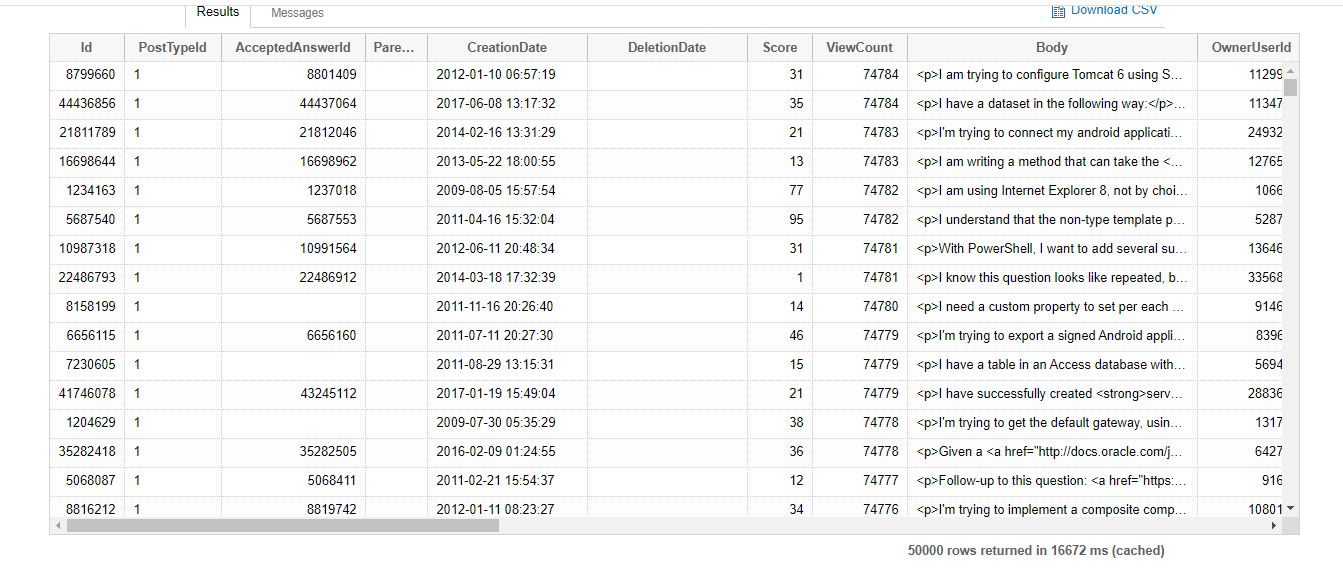 Results Messages Download CSV
Id PostTypeId AcceptedAnswerId Pare... CreationDate DeletionDate Score ViewCount Body OwnerUserId
8799660 1 8801409 2012-01-10 06:57:19 31 74784 <p>I am trying to configure Tomcat 6 using S... 11299
44436856 1 44437064 2017-06-08 13:17:32 35 74784 <p>I have a dataset in the following way:</p>... 11347
21811789 1 21812046 2014-02-16 13:31:29 21 74783 <p>I'm trying to connect my android applicati... 24932
16698644 1 16698962 2013-05-22 18:00:55 13 74783 <p>I am writing a method that can take the <... 12765
1234163 1 1237018 2009-08-05 15:57:54 77 74782 <p>I am using Internet Explorer 8, not by choi... 1066
5687540 1 5687553 2011-04-16 15:32:04 95 74782 <p>I understand that the non-type template p... 5287
10987318 1 10991564 2012-06-11 20:48:34 31 74781 <p>With PowerShell, I want to add several su... 13646
22486793 1 22486912 2014-03-18 17:32:39 1 74781 <p>I know this question looks like repeated, b... 33568
8158199 1 2011-11-16 20:26:40 14 74780 <p>I need a custom property to set per each ... 9146
6656115 1 6656160 2011-07-11 20:27:30 46 74779 <p>I'm trying to export a signed Android appli... 8396
7230605 1 2011-08-29 13:15:31 15 74779 <p>I have a table in an Access database with... 5694
41746078 1 43245112 2017-01-19 15:49:04 21 74779 <p>I have successfully created <strong>serv... 28836
1204629 1 2009-07-30 05:35:29 38 74778 <p>I'm trying to get the default gateway, usin... 1317
35282418 1 35282505 2016-02-09 01:24:55 36 74778 <p>Given a <a href="http://docs.oracle.com/j... 6427
5068087 1 5068411 2011-02-21 15:54:37 12 74777 <p>Follow-up to this question: <a href="https:... 916
8816212 1 8819742 2012-01-11 08:23:27 34 74776 <p>I'm trying to implement a composite comp... 10801
50000 rows returned in 16672 ms (cached)